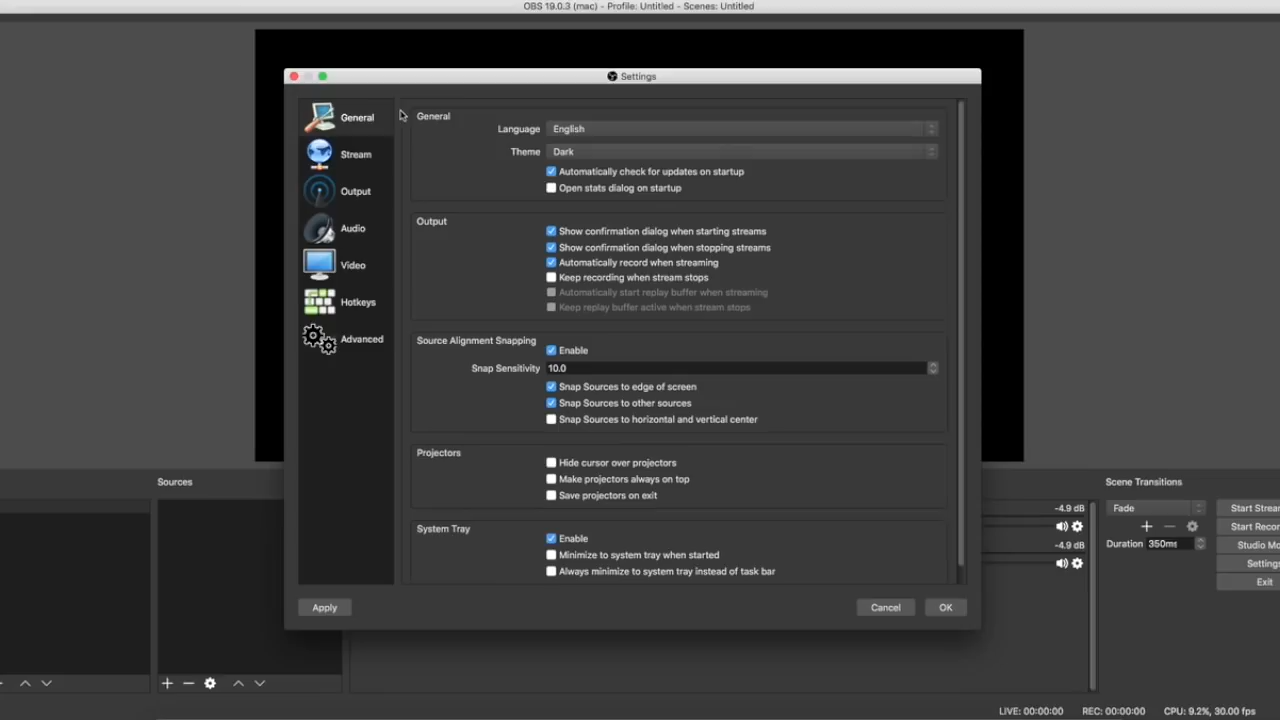 OBS 19.0.3 (mac) - Profile: Untitled - Scenes: Untitled
Settings
General
Stream
Output
Audio
Video
Hotkeys
Advanced
General
Language English
Theme Dark
Automatically check for updates on startup
Open stats dialog on startup
Output
Show confirmation dialog when starting streams
Show confirmation dialog when stopping streams
Automatically record when streaming
Keep recording when stream stops
Automatically start replay buffer when streaming
Keep replay buffer active when stream stops
Source Alignment Snapping
Enable
Snap Sensitivity 10.0
Snap Sources to edge of screen
Snap Sources to other sources
Snap Sources to horizontal and vertical center
Projectors
Hide cursor over projectors
Make projectors always on top
Save projectors on exit
System Tray
Enable
Minimize to system tray when started
Always minimize to system tray instead of task bar
Apply
Cancel
OK
Sources
-4.9 dB
-4.9 dB
Scene Transitions
Fade
Duration 350ms
Start Strea
Start Recor
Studio Mo
Settings
Exit
LIVE: 00:00:00 REC: 00:00:00 CPU: 9.2%, 30.00 fps